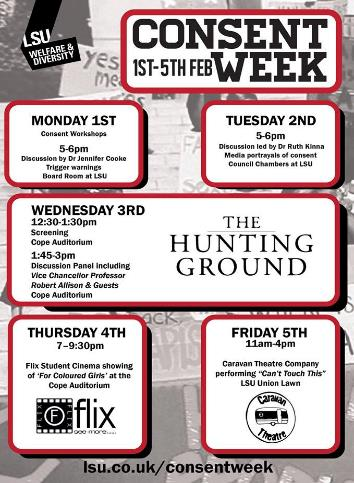 LSU
WELFARE &
DIVERSITY
CONSENT
1ST-5TH FEB WEEK
yes
means
MONDAY 1ST
Consent Workshops
5-6pm
Discussion by Dr Jennifer Cooke
Trigger warnings
Board Room at LSU
TUESDAY 2ND
5-6pm
Discussion led by Dr Ruth Kinna
Media portrayals of consent
Council Chambers at LSU
WEDNESDAY 3RD
12:30-1:30pm
Screening
Cope Auditorium
1:45-3pm
Discussion Panel including
Vice Chancellor Professor
Robert Allison & Guests
Cope Auditorium
THE
HUNTING
GROUND
THURSDAY 4TH
7–9:30pm
Flix Student Cinema showing
of ‘For Coloured Girls’ at the
Cope Auditorium
FLIX
F
flix
see more......
FRIDAY 5TH
11am-4pm
Caravan Theatre Company
performing “Can't Touch This”
LSU Union Lawn
Caravan
Theatre
lsu.co.uk/consentweek